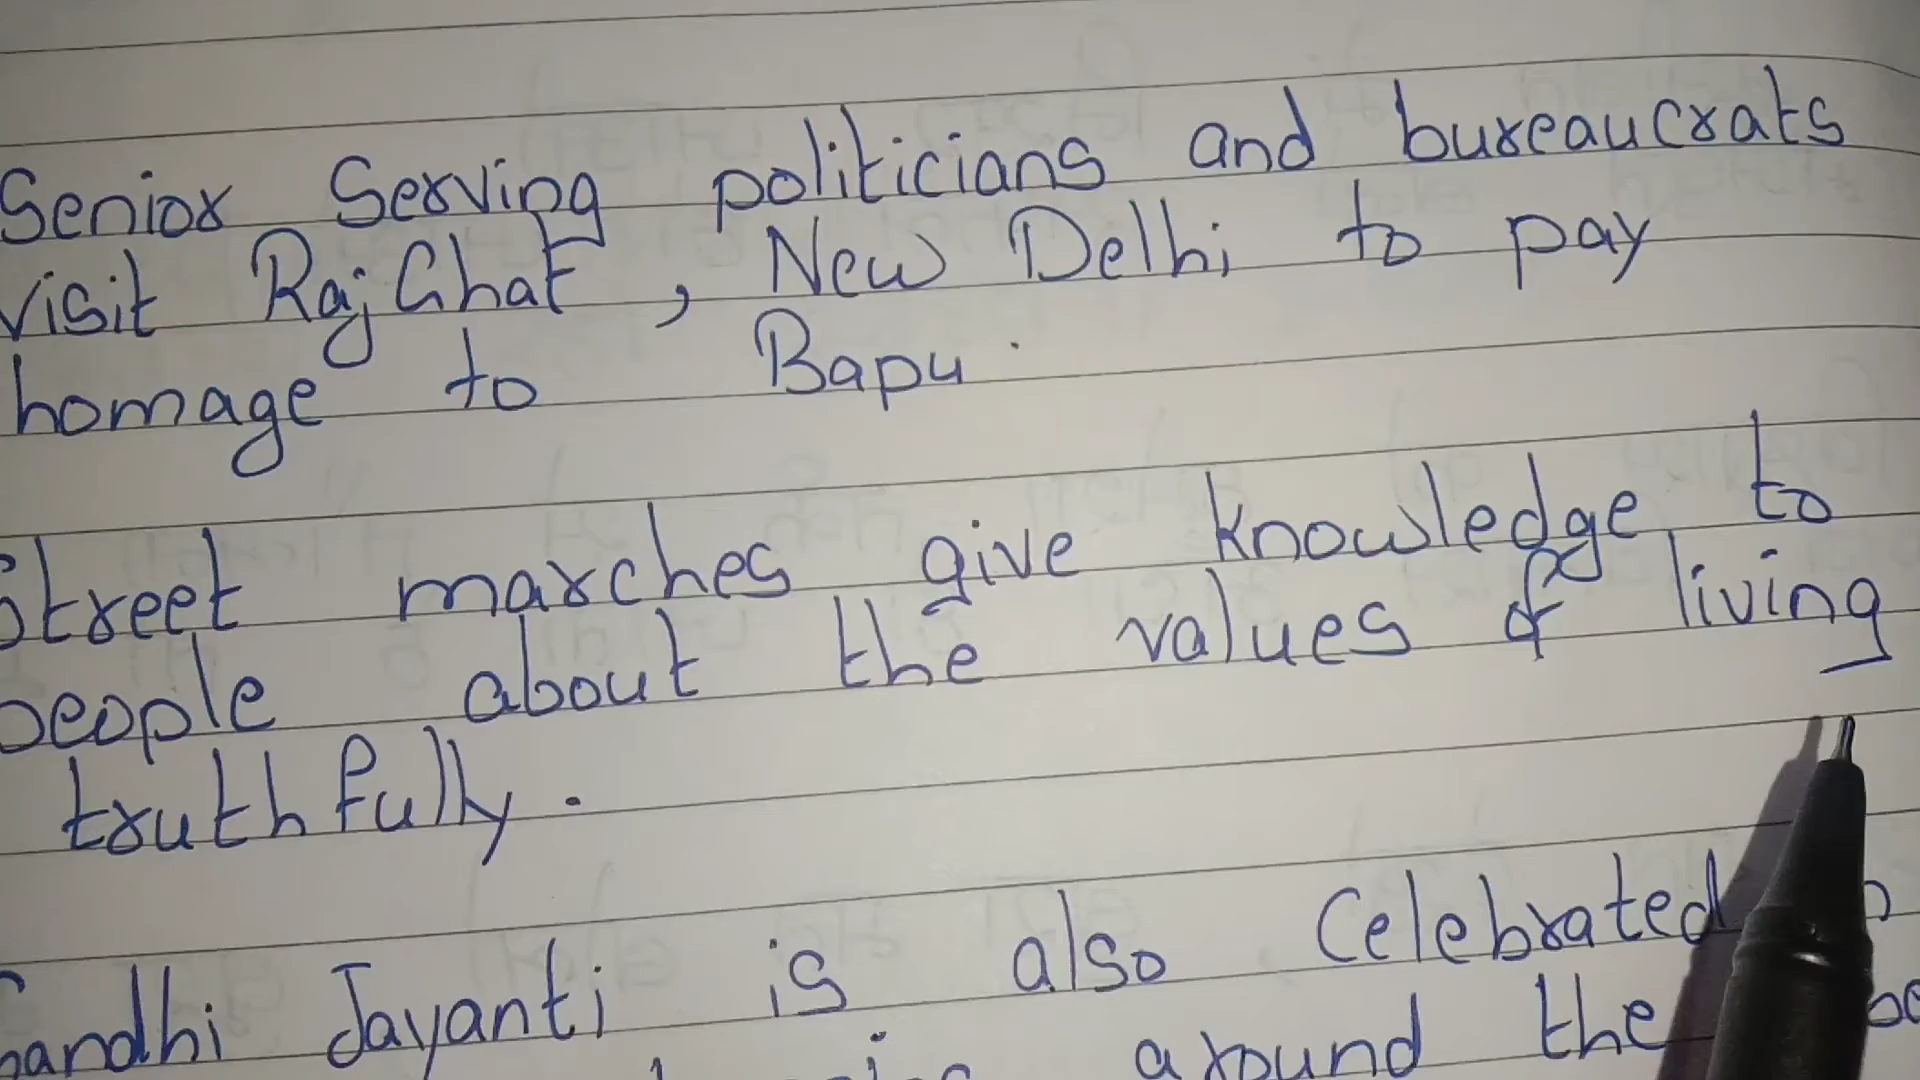 Senior Serving politicians and bureaucrats
visit RajGhat, New Delhi to pay
homage to Bapu.
Street marches give knowledge to
people about the values of living
truthfully.
Gandhi Jayanti is also Celebrated
around the